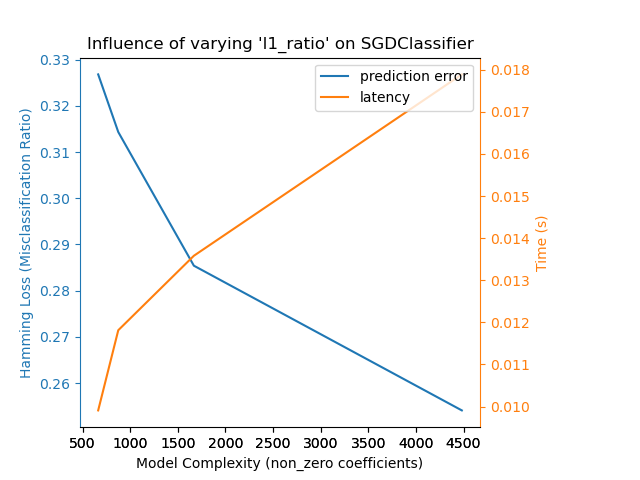 Influence of varying 'l1_ratio' on SGDClassifier
prediction error
latency
Hamming Loss (Misclassification Ratio)
0.33
0.32
0.31
0.30
0.29
0.28
0.27
0.26
0.018
0.017
0.016
0.015
0.014
0.013
0.012
0.011
0.010
Time (s)
500 1000 1500 2000 2500 3000 3500 4000 4500
Model Complexity (non_zero coefficients)